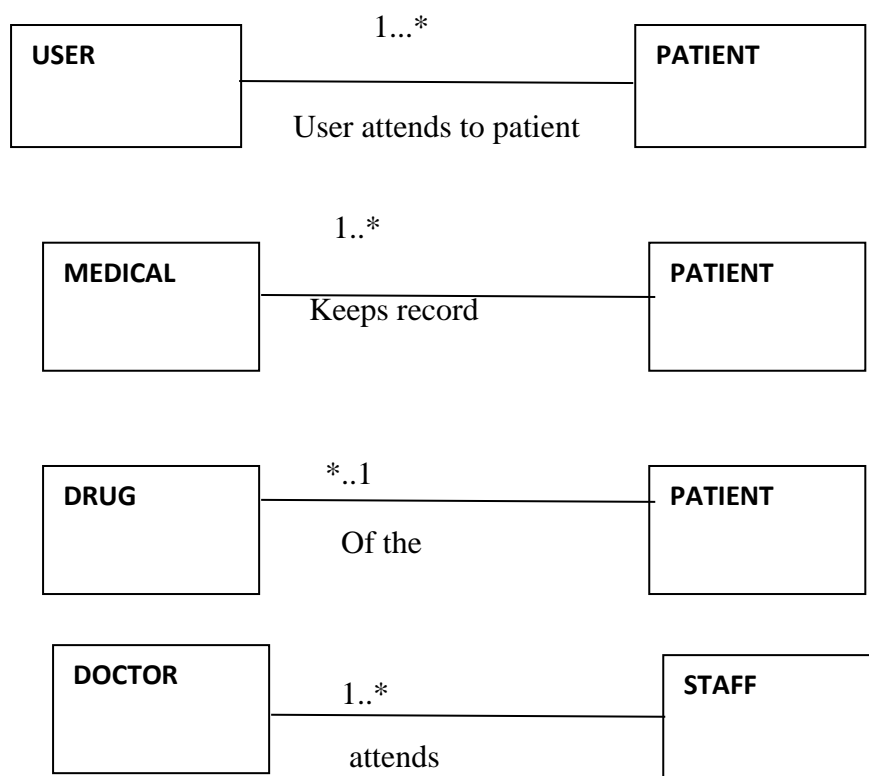 1...*
USER
PATIENT
User attends to patient
1..*
MEDICAL
PATIENT
Keeps record
*..1
DRUG
PATIENT
Of the
DOCTOR
1..*
STAFF
attends